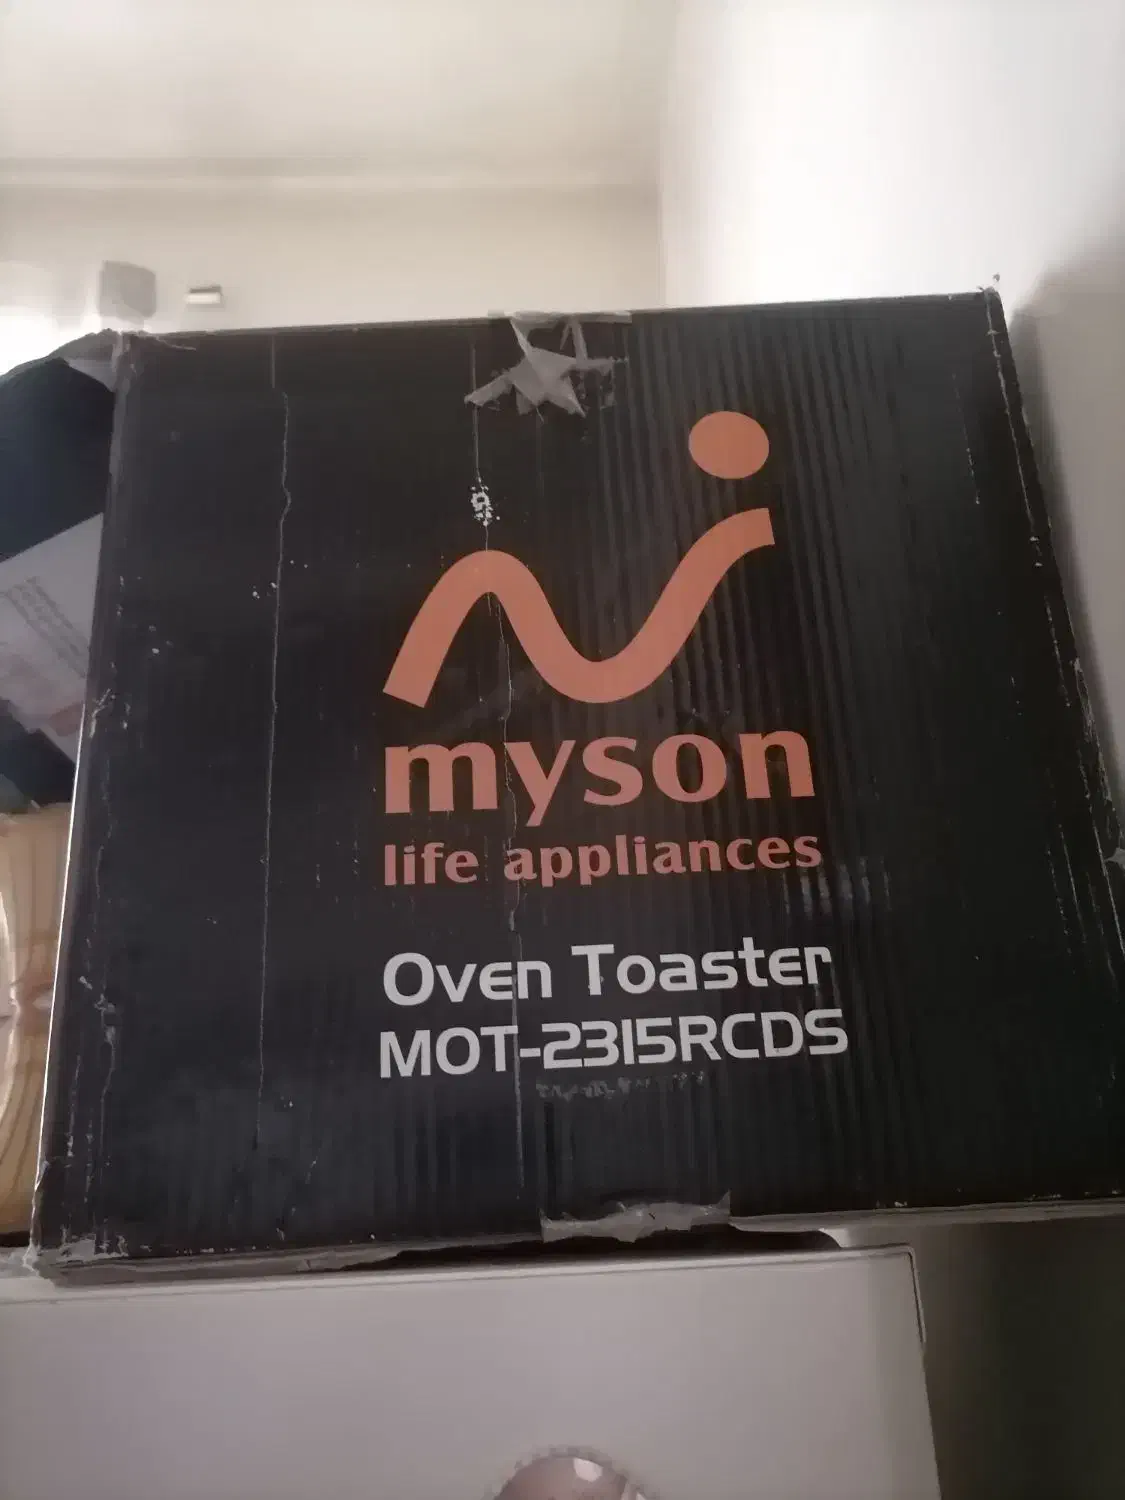 myson
life appliances
Oven Toaster
MOT-2315RCDS